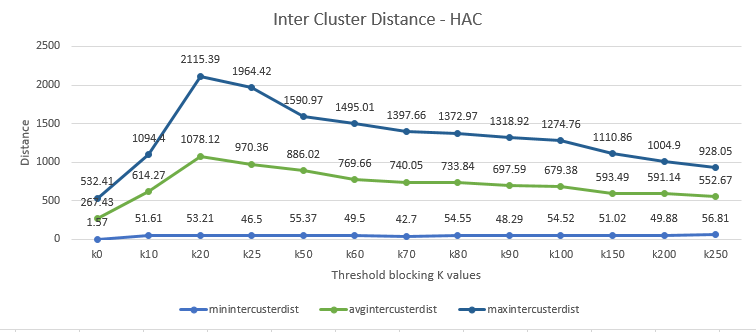 Inter Cluster Distance - HAC
2500
2000
1500
1000
500
0
Distance
532.41 1094.4 2115.39 1964.42 1590.97 1495.01 1397.66 1372.97 1318.92 1274.76 1110.86 1004.9 928.05
267.43 614.27 1078.12 970.36 886.02 769.66 740.05 733.84 697.59 679.38 593.49 591.14 552.67
1.57 51.61 53.21 46.5 55.37 49.5 42.7 54.55 48.29 54.52 51.02 49.88 56.81
k0 k10 k20 k25 k50 k60 k70 k80 k90 k100 k150 k200 k250
Threshold blocking K values
minintercusterdist avgintercusterdist maxintercusterdist